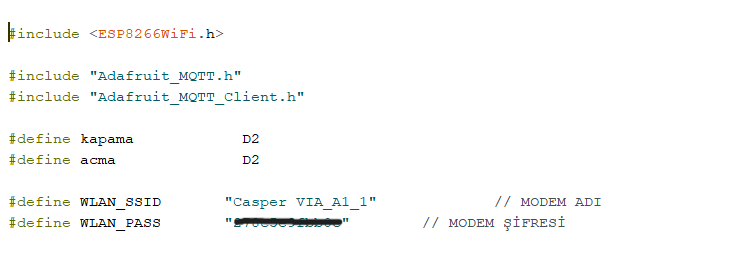 #include <ESP8266WiFi.h>
#include "Adafruit_MQTT.h"
#include "Adafruit_MQTT_Client.h"
#define kapama D2
#define acma D2
#define WLAN_SSID "Casper VIA_A1_1" // MODEM ADI
#define WLAN_PASS "" // MODEM ŞİFRESİ